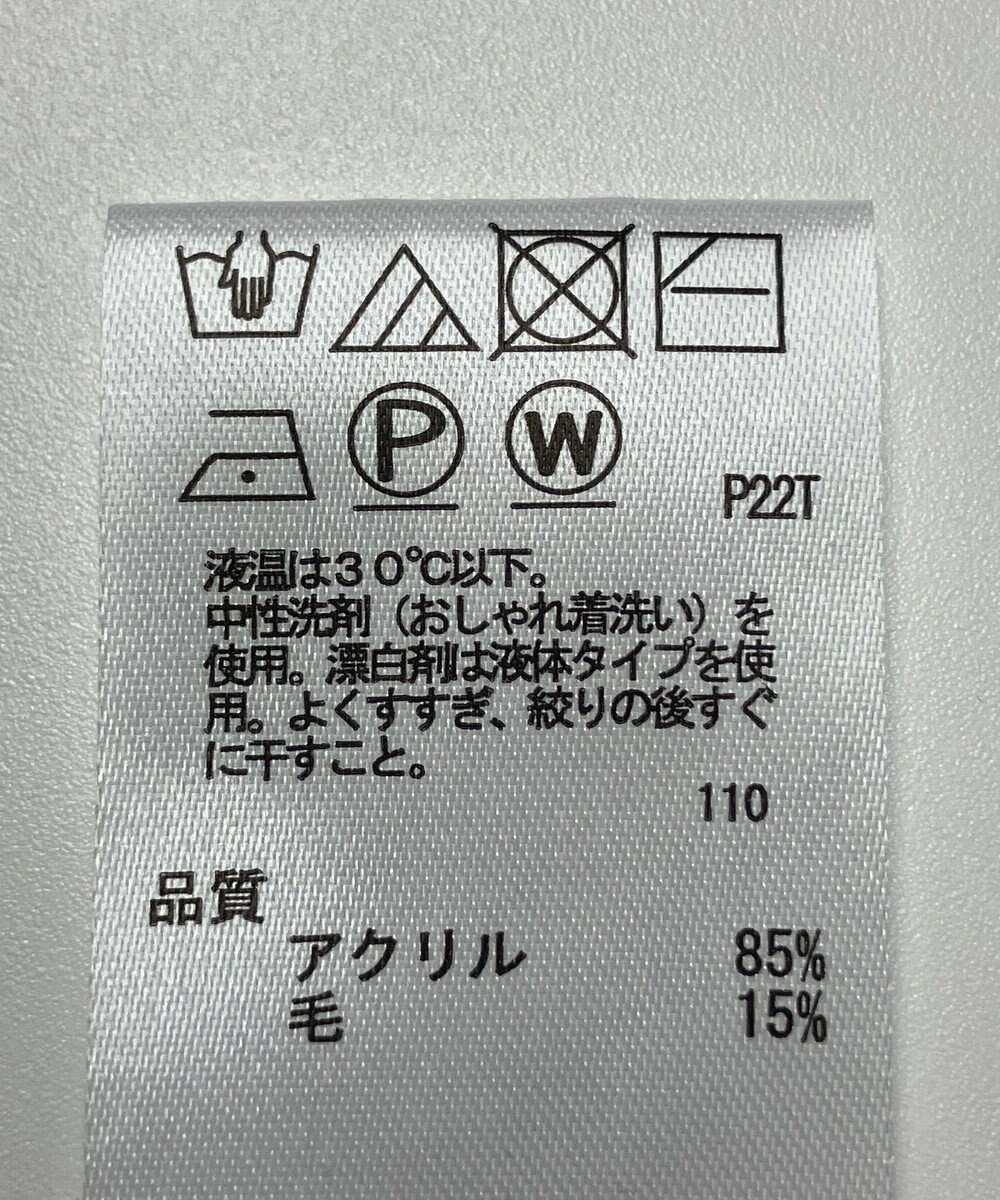 P
W
P22T
液温は30℃以下。
中性洗剤（おしゃれ着洗い）を
使用。漂白剤は液体タイプを使
用。よくすすぎ、絞りの後すぐ
に干すこと。
110
品質
アクリル 85%
毛 15%